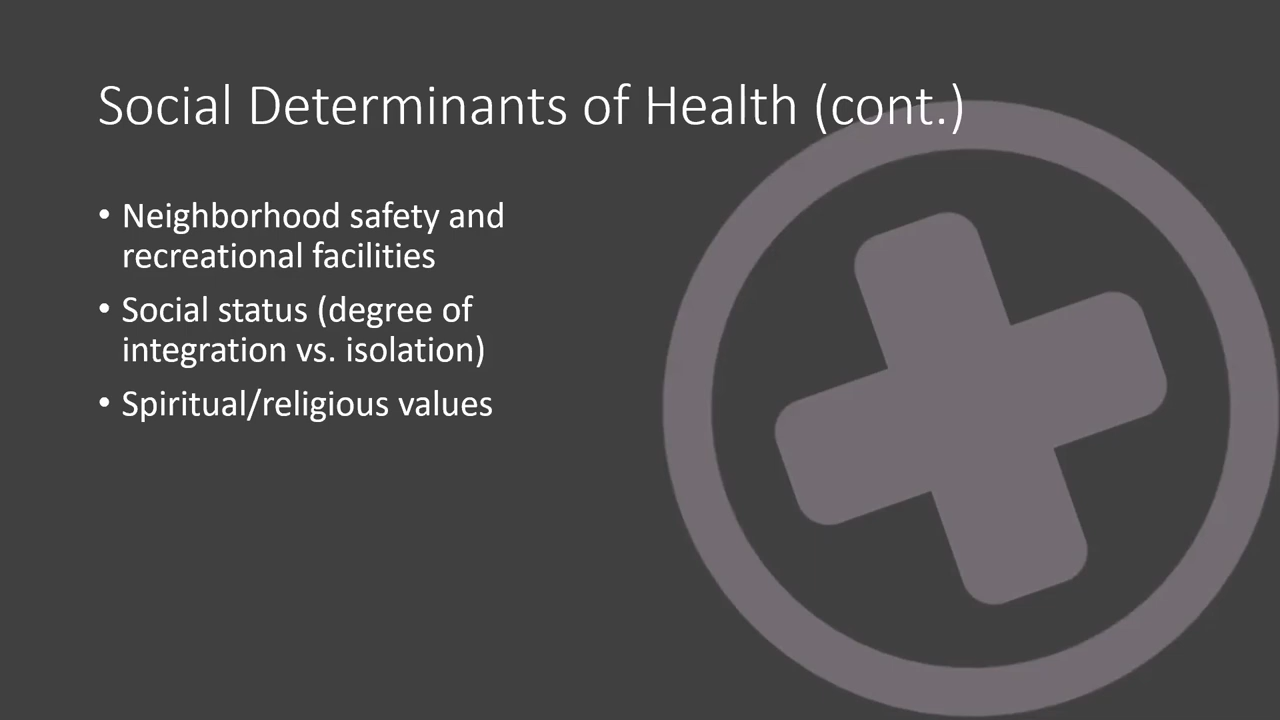 Social Determinants of Health (cont.)
• Neighborhood safety and
recreational facilities
• Social status (degree of
integration vs. isolation)
• Spiritual/religious values